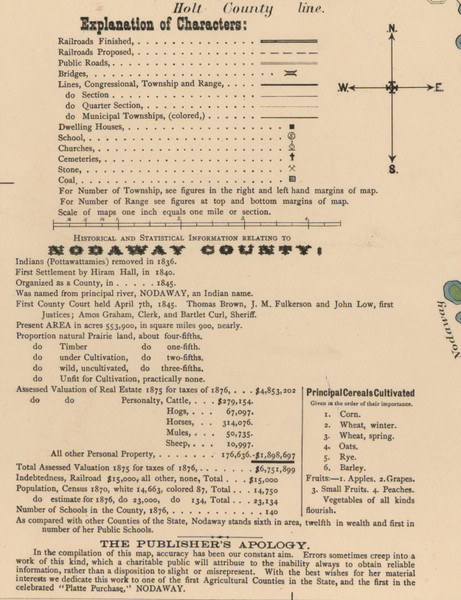 Holt County line.
Explanation of Characters:
Railroads Finished,
Railroads Proposed,
Public Roads,
Bridges,
Lines, Congressional, Township and Range,
do Section
do Quarter Section,
do Municipal Townships, (colored,)
Dwelling Houses,
School,
Churches,
Cemeteries,
Stone,
Coal,
For Number of Township, see figures in the right and left hand margins of map.
For Number of Range see figures at top and bottom margins of map.
Scale of maps one inch equals one mile or section.
N.
W.
E.
S.
HISTORICAL AND STATISTICAL INFORMATION RELATING TO
NODAWAY COUNTY:
Indians (Pottawattamies) removed in 1836.
First Settlement by Hiram Hall, in 1840.
Organized as a County, in . . . . . 1845.
Was named from principal river, NODAWAY, an Indian name.
First County Court held April 7th, 1845. Thomas Brown, J. M. Fulkerson and John Low, first
Justices; Amos Graham, Clerk, and Bartlet Curl, Sheriff.
Present AREA in acres 553,900, in square miles 900, nearly.
Proportion natural Prairie land, about four-fifths.
do Timber do one-fifth.
do under Cultivation, do two-fifths.
do wild, uncultivated, do three-fifths.
do Unfit for Cultivation, practically none.
Assessed Valuation of Real Estate 1875 for taxes of 1876, . . . $4,853,202
do do Personalty, Cattle, . . . $279,154.
Hogs, . . 67,097.
Horses, . . 314,076.
Mules, . . 50,735.
Sheep, . . 10,997.
All other Personal Property, . . . . . . 176,636.-$1,898,697
Total Assessed Valuation 1875 for taxes of 1876, . . . . . $6,751,899
Indebtedness, Railroad $15,000, all other, none, Total . . . $15,000
Population, Census 1870, white 14,663, colored 87, Total . . . 14,750
do estimate for 1876, do 23,000, do 134, Total . . . 23,134
Number of Schools in the County, 1876, . . . . . . . . 140
As compared with other Counties of the State, Nodaway stands sixth in area, twelfth in wealth and first in
number of her Public Schools.
Principal Cereals Cultivated
Given in the order of their importance.
1. Corn.
2. Wheat, winter.
3. Wheat, spring.
4. Oats.
5. Rye.
6. Barley.
Fruits:—1. Apples. 2. Grapes.
3. Small Fruits. 4. Peaches.
Vegetables of all kinds
flourish.
THE PUBLISHER'S APOLOGY.
In the compilation of this map, accuracy has been our constant aim. Errors sometimes creep into a
work of this kind, which a charitable public will attribute to the inability always to obtain reliable
information, rather than a disposition to slight or misrepresent. With the best wishes for her material
interests we dedicate this work to one of the first Agricultural Counties in the State, and the first in the
celebrated "Platte Purchase," NODAWAY.
Nodaway